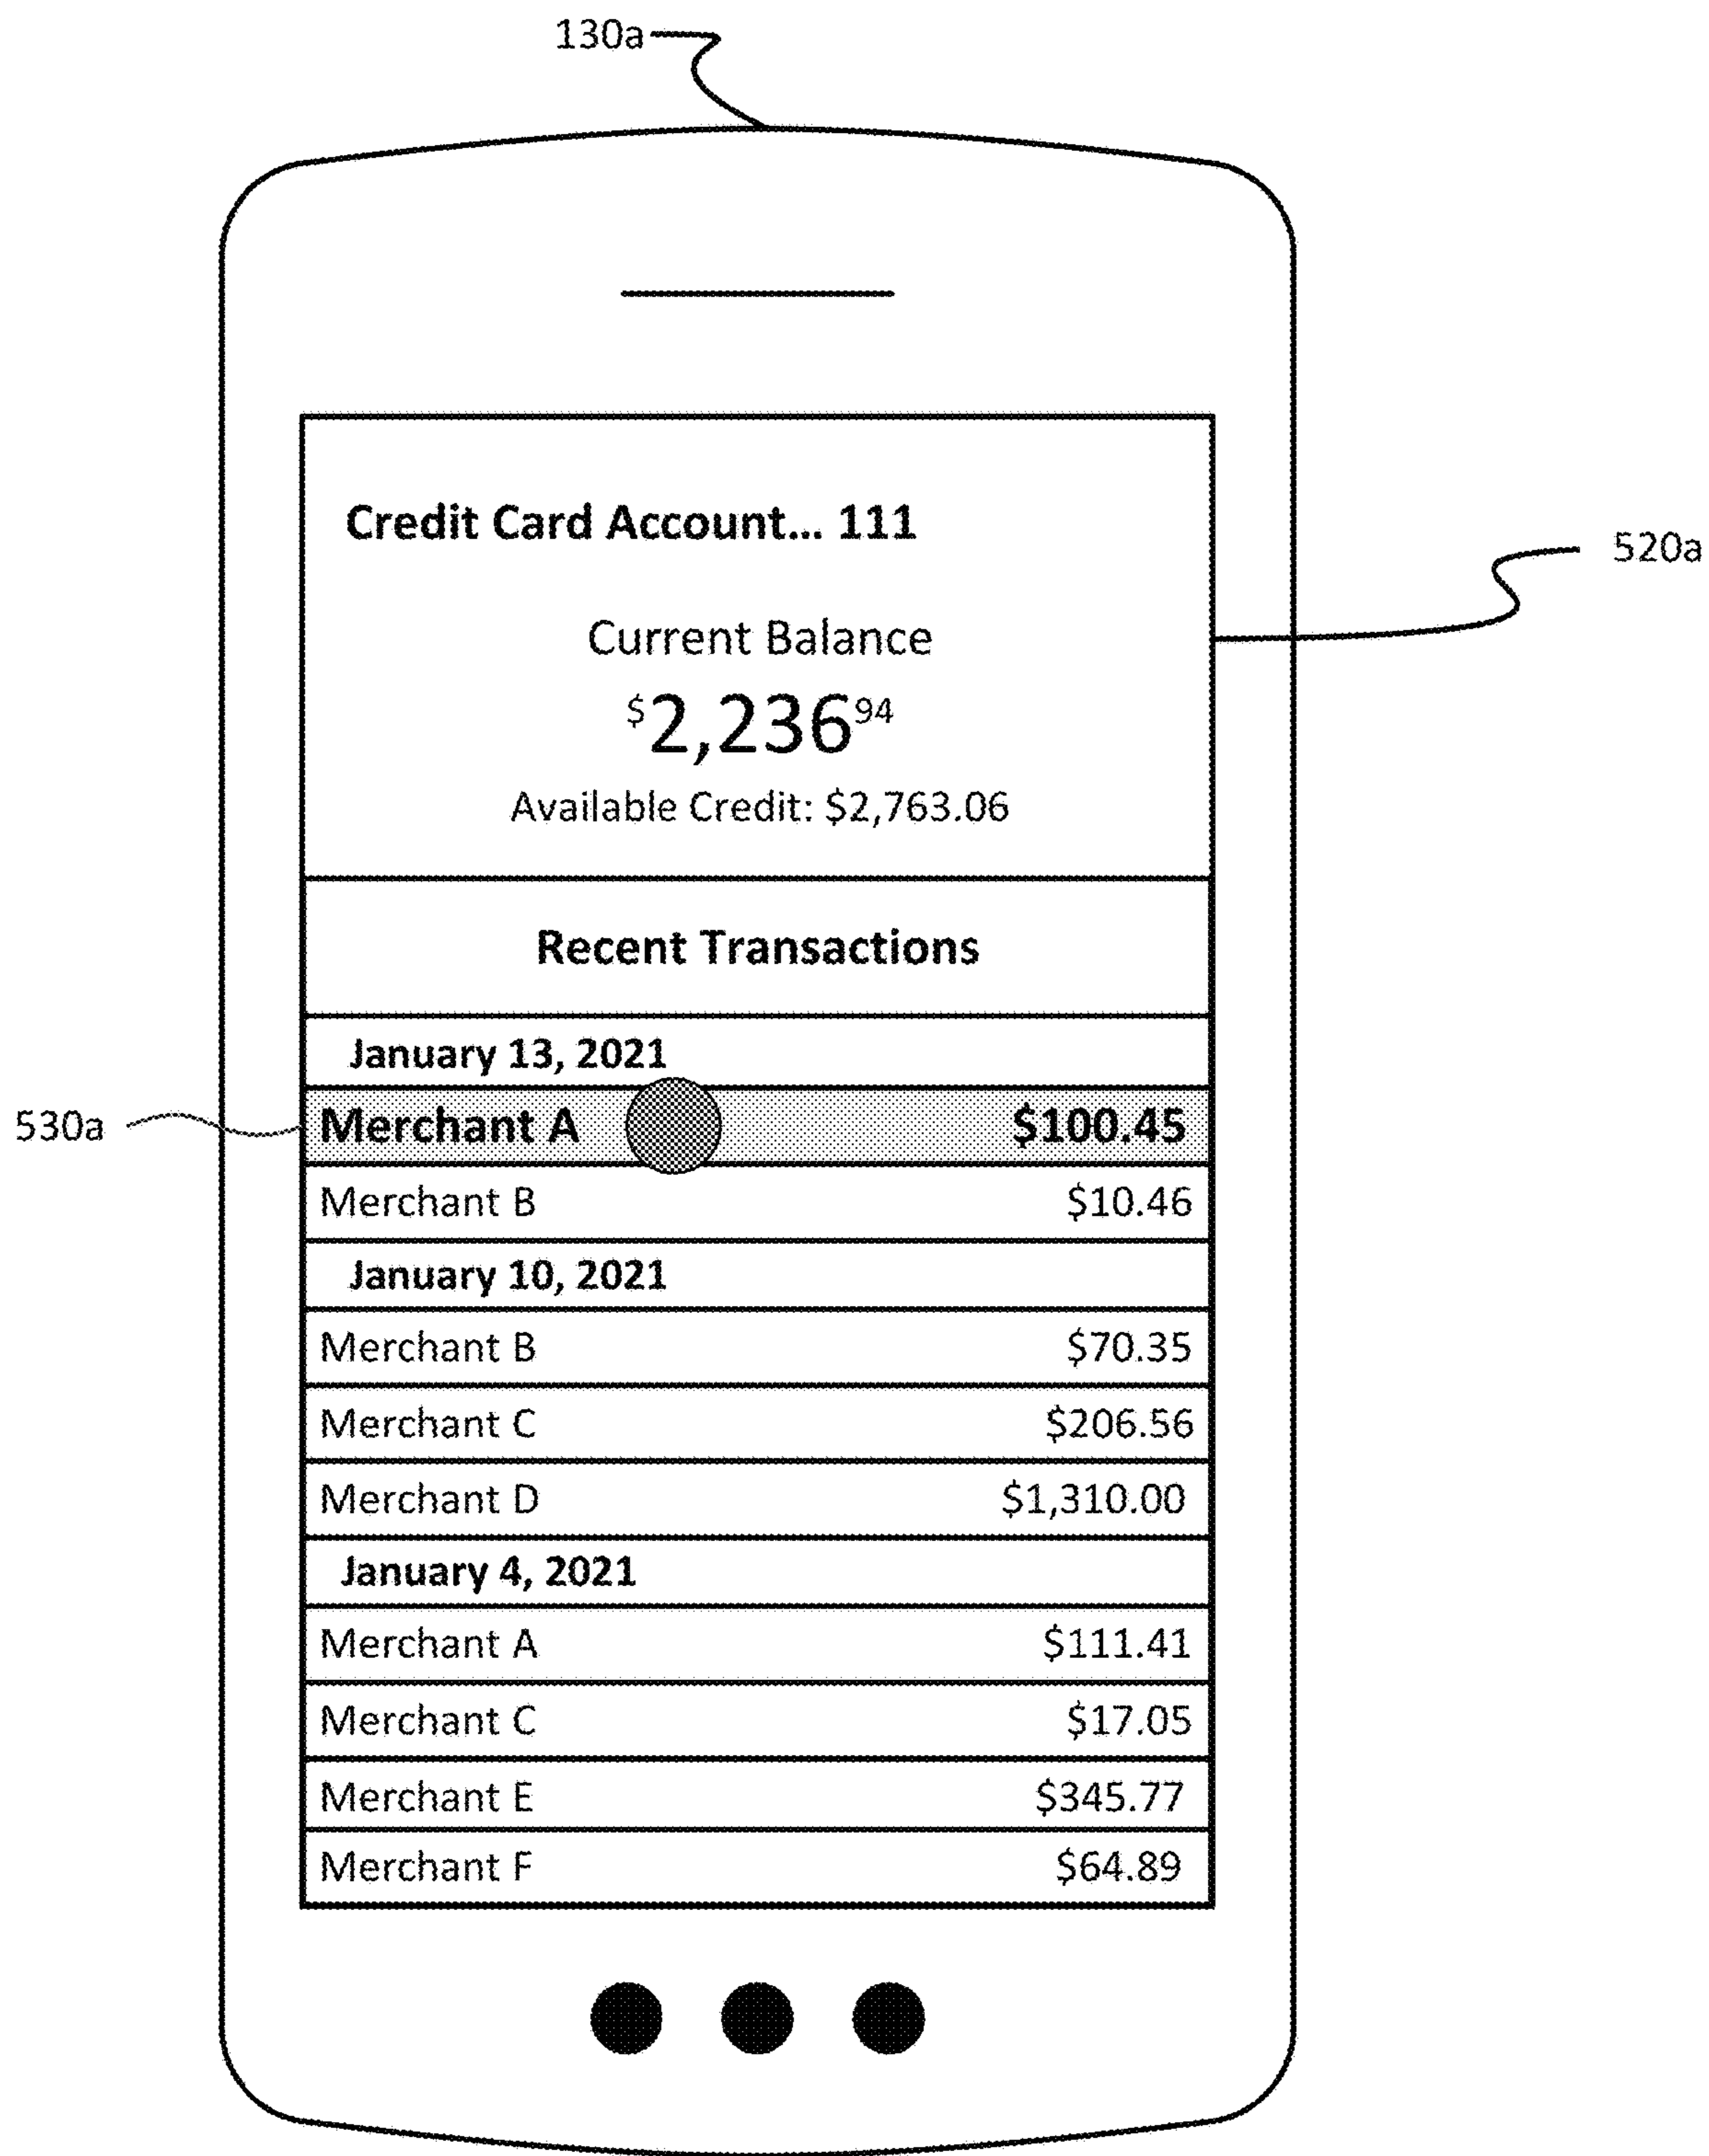 130a
Credit Card Account... 111
520a
Current Balance
$2,236 94
Available Credit: $2,763.06
Recent Transactions
January 13, 2021
530a
Merchant A $100.45
Merchant B $10.46
January 10, 2021
Merchant B $70.35
Merchant C $206.56
Merchant D $1,310.00
January 4, 2021
Merchant A $111.41
Merchant C $17.05
Merchant E $345.77
Merchant F $64.89